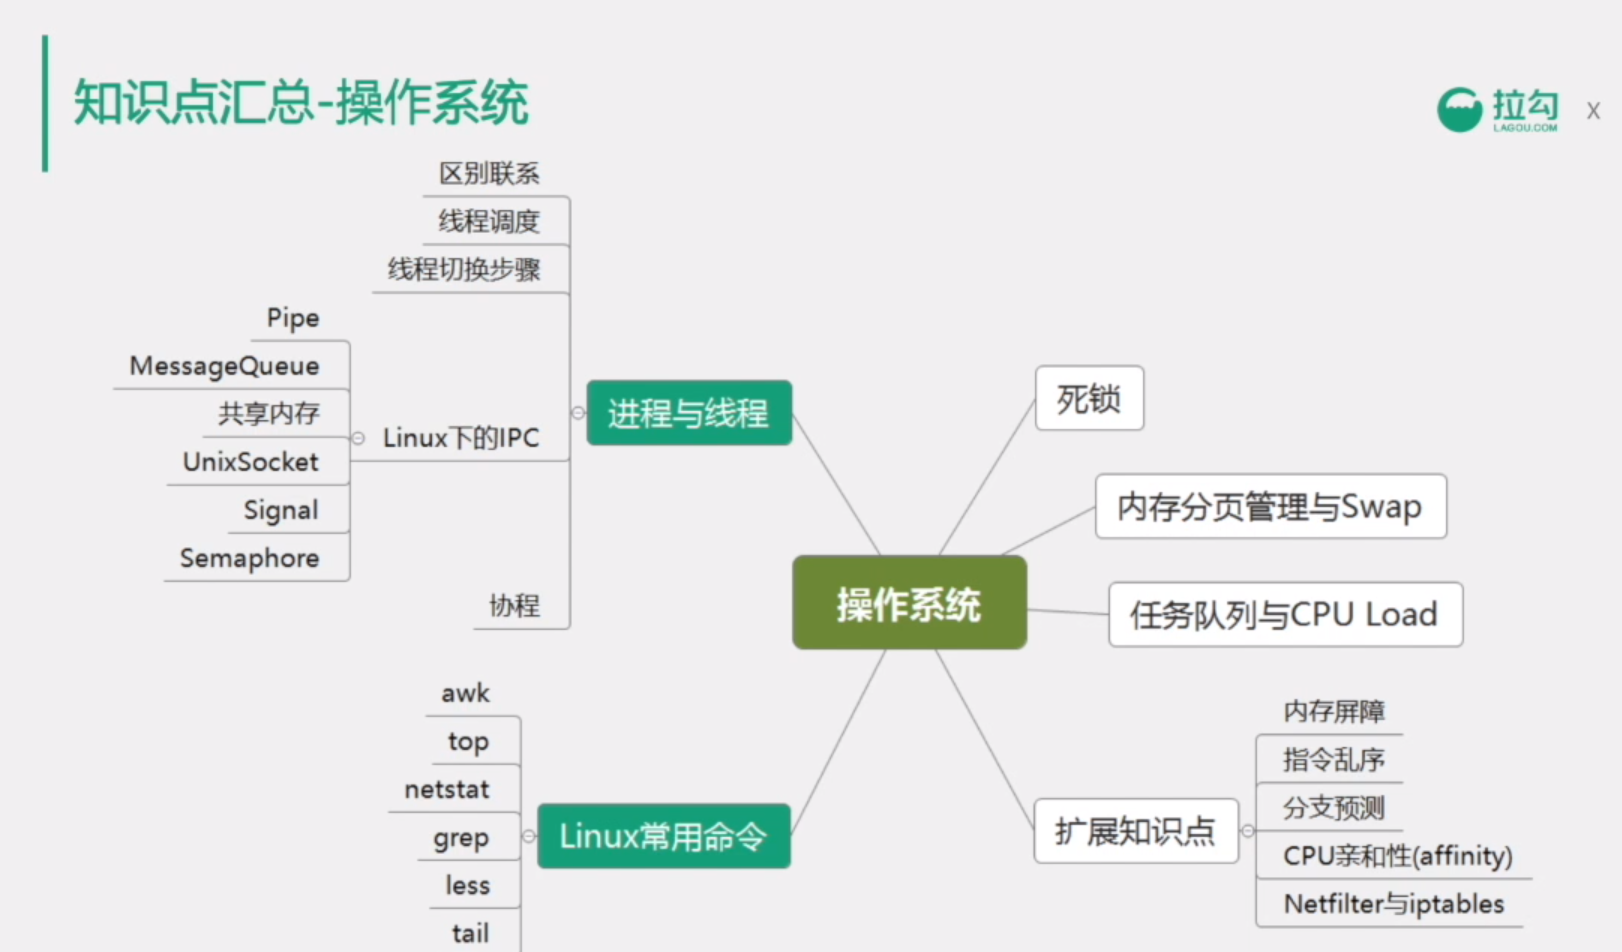 知识点汇总-操作系统
拉勾
LAGOU.COM
X
区别联系
线程调度
线程切换步骤
Pipe
MessageQueue
共享内存
UnixSocket
Signal
Semaphore
Linux下的IPC
协程
进程与线程
死锁
内存分页管理与Swap
操作系统
任务队列与CPU Load
awk
top
netstat
grep
less
tail
Linux常用命令
扩展知识点
内存屏障
指令乱序
分支预测
CPU亲和性(affinity)
Netfilter与iptables